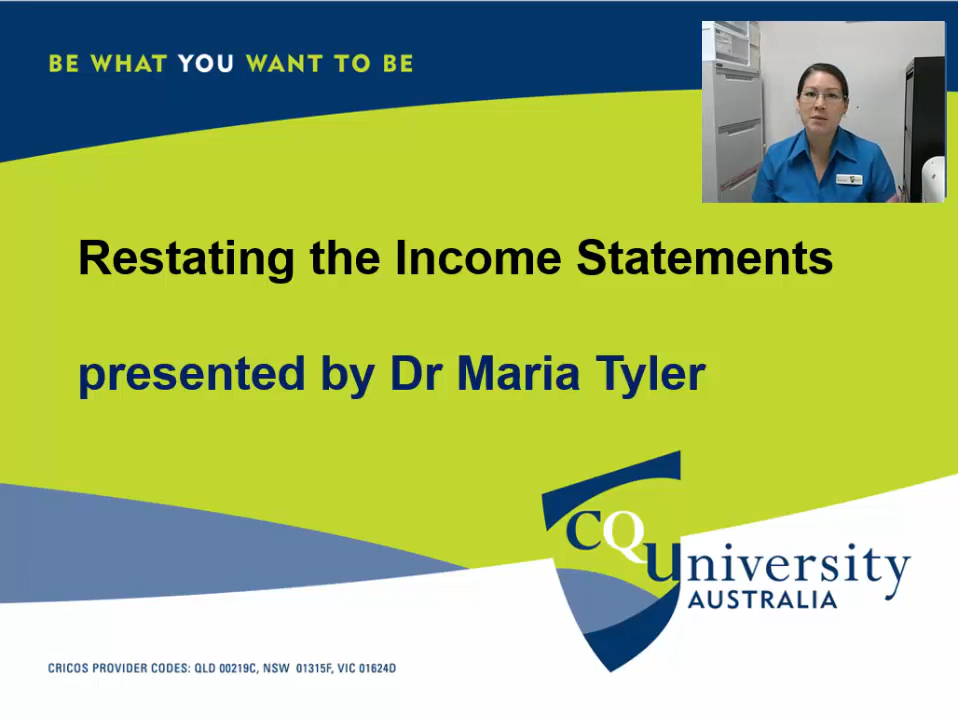 BE WHAT YOU WANT TO BE
Restating the Income Statements
presented by Dr Maria Tyler
CQUniversity
AUSTRALIA
CRICOS PROVIDER CODES: QLD 00219C, NSW 01315F, VIC 01624D